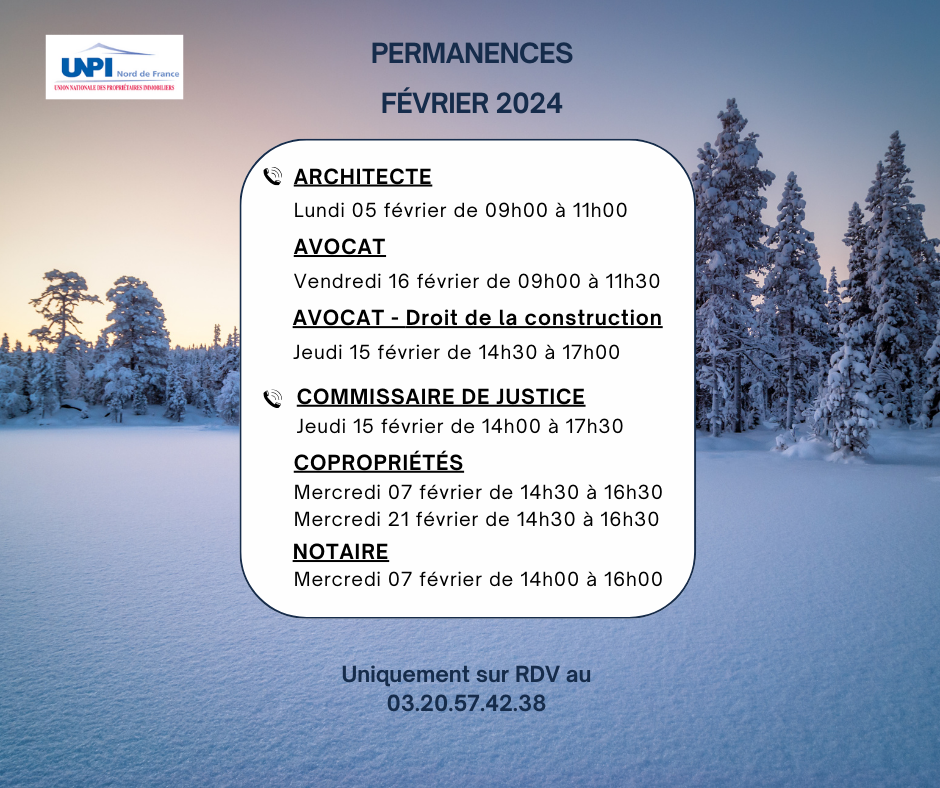 UNPI Nord de France
UNION NATIONALE DES PROPRIÉTAIRES IMMOBILIERS
PERMANENCES
FÉVRIER 2024
ARCHITECTE
Lundi 05 février de 09h00 à 11h00
AVOCAT
Vendredi 16 février de 09h00 à 11h30
AVOCAT - Droit de la construction
Jeudi 15 février de 14h30 à 17h00
COMMISSAIRE DE JUSTICE
Jeudi 15 février de 14h00 à 17h30
COPROPRIÉTÉS
Mercredi 07 février de 14h30 à 16h30
Mercredi 21 février de 14h30 à 16h30
NOTAIRE
Mercredi 07 février de 14h00 à 16h00
Uniquement sur RDV au
03.20.57.42.38